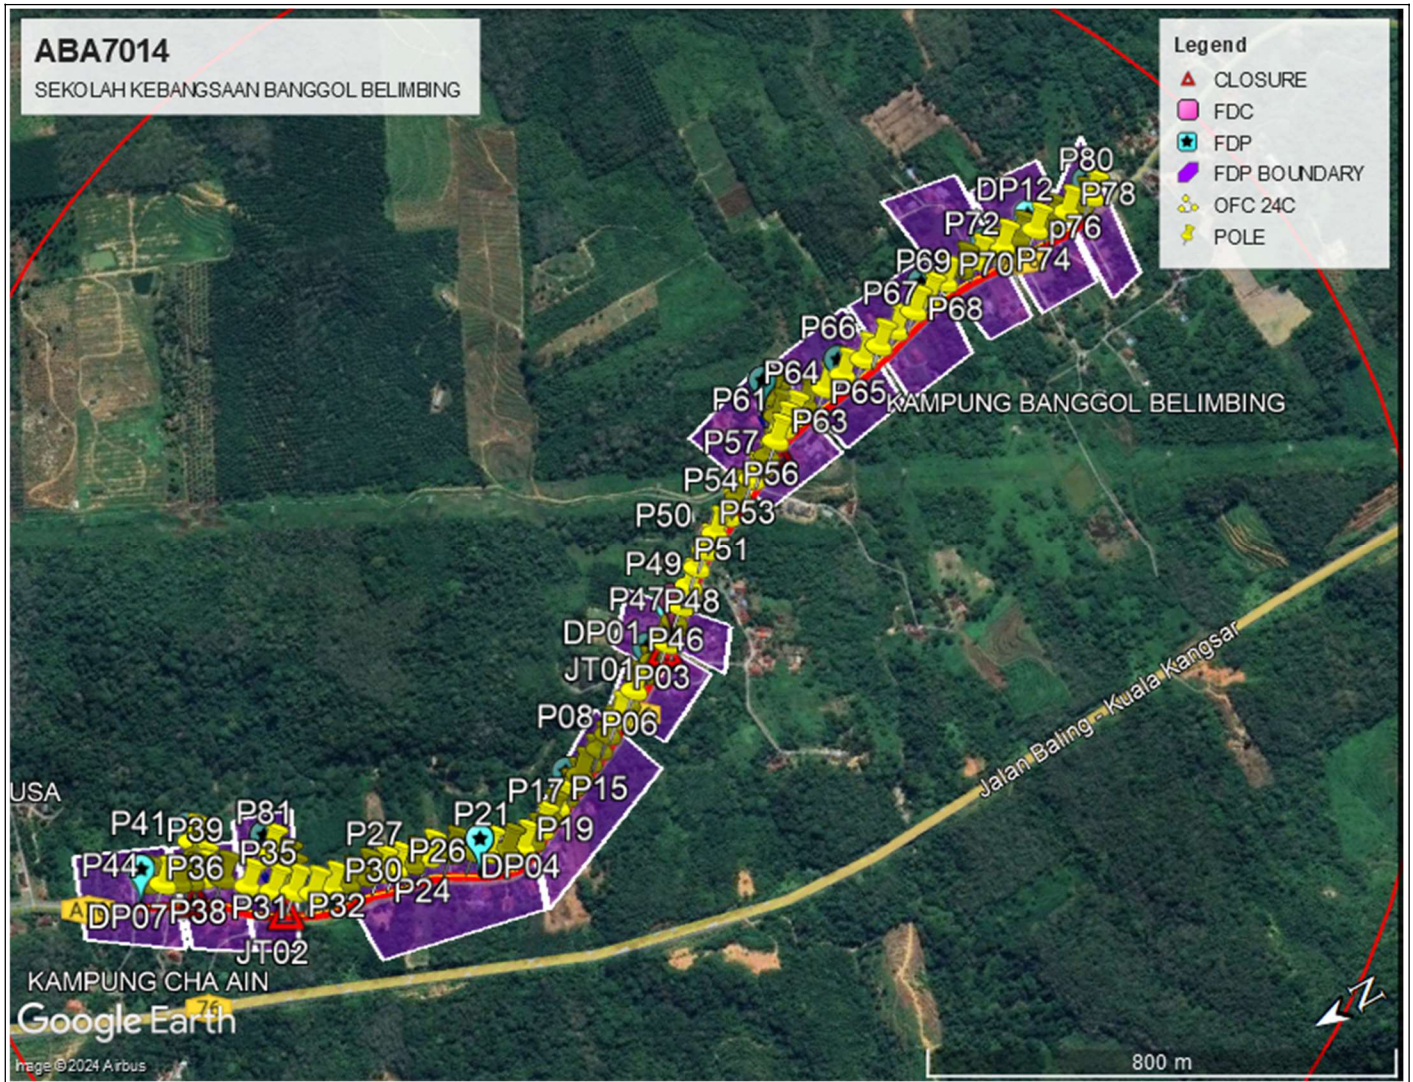 ABA7014
SEKOLAH KEBANGSAAN BANGGOL BELIMBING
Legend
CLOSURE
FDC
FDP
FDP BOUNDARY
OFC 24C
POLE
P80
DP12
P78
P72
p76
P69
P70
P74
P67
P68
P66
P64
P65
P61
KAMPUNG BANGGOL BELIMBING
P63
P57
P54
P56
P50
P53
P51
P49
P47
P48
DP01
P46
JT01
P03
P08
P06
Jalan Baling - Kuala Kangsar
P17
P15
USA
P41
P39
P81
P27
P21
P19
P44
P36
P35
P30
P26
DP04
P24
DP07
P38
P31
P32
JT02
KAMPUNG CHA AIN
76
Google Earth
Image © 2024 Airbus
N
800 m